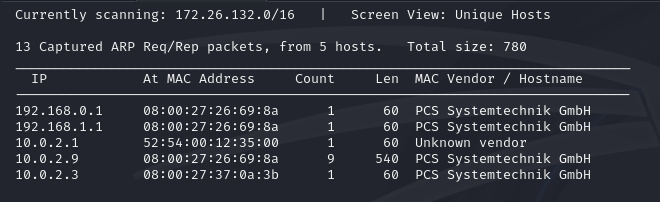 Currently scanning: 172.26.132.0/16   |   Screen View: Unique Hosts
13 Captured ARP Req/Rep packets, from 5 hosts.   Total size: 780
IP            At MAC Address     Count     Len  MAC Vendor / Hostname
192.168.0.1     08:00:27:26:69:8a      1      60  PCS Systemtechnik GmbH
192.168.1.1     08:00:27:26:69:8a      1      60  PCS Systemtechnik GmbH
10.0.2.1        52:54:00:12:35:00      1      60  Unknown vendor
10.0.2.9        08:00:27:26:69:8a      9     540  PCS Systemtechnik GmbH
10.0.2.3        08:00:27:37:0a:3b      1      60  PCS Systemtechnik GmbH